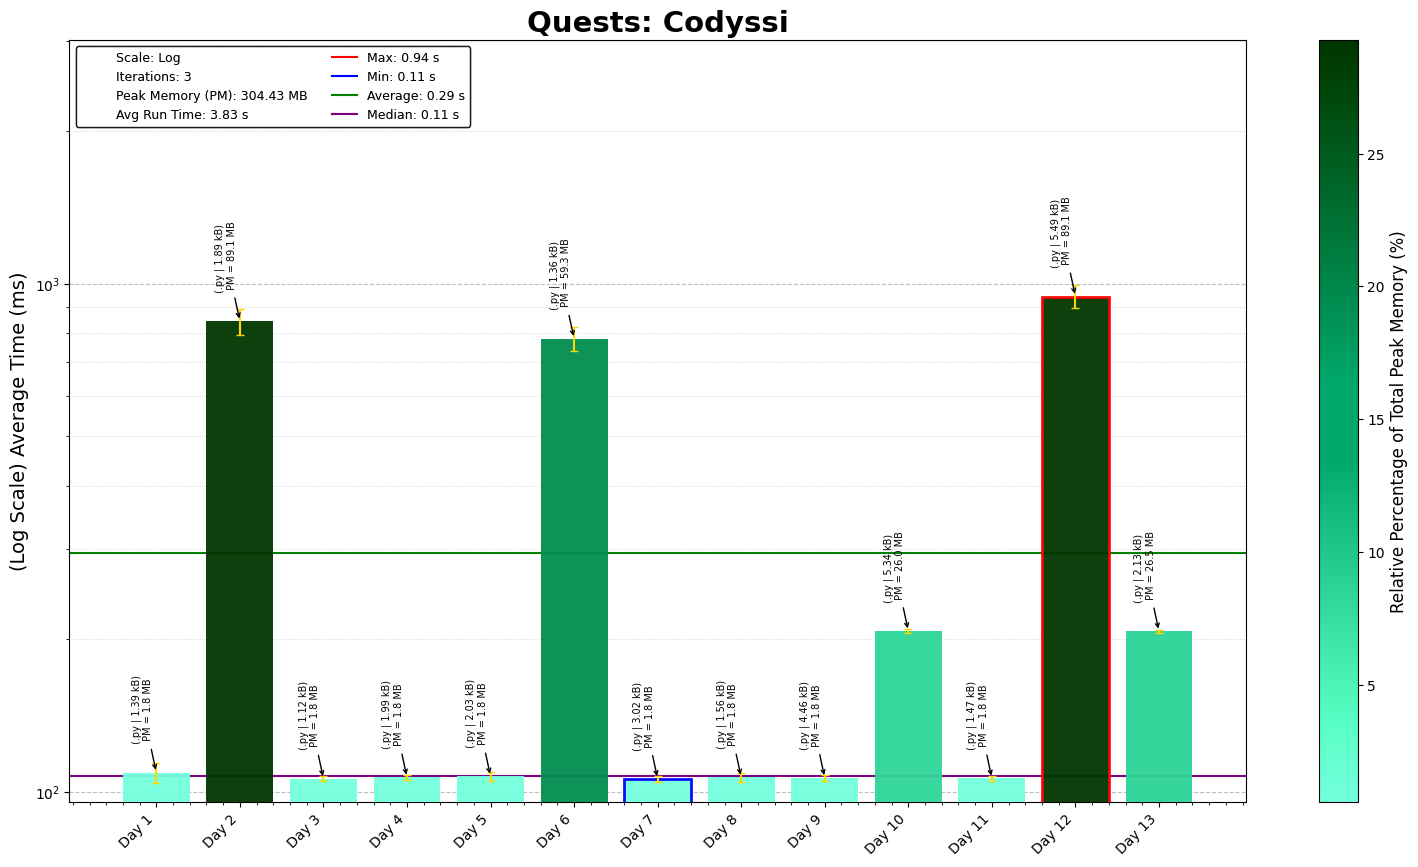 Quests: Codyssi
Scale: Log
Iterations: 3
Peak Memory (PM): 304.43 MB
Avg Run Time: 3.83 s
Max: 0.94 s
Min: 0.11 s
Average: 0.29 s
Median: 0.11 s
(Log Scale) Average Time (ms)
10³
10²
(.py | 1.39 kB)
PM = 1.8 MB
(.py | 1.89 kB)
PM = 89.1 MB
(.py | 1.12 kB)
PM = 1.8 MB
(.py | 1.99 kB)
PM = 1.8 MB
(.py | 2.03 kB)
PM = 1.8 MB
(.py | 1.36 kB)
PM = 59.3 MB
(.py | 3.02 kB)
PM = 1.8 MB
(.py | 1.56 kB)
PM = 1.8 MB
(.py | 4.46 kB)
PM = 1.8 MB
(.py | 5.34 kB)
PM = 26.0 MB
(.py | 1.47 kB)
PM = 1.8 MB
(.py | 5.49 kB)
PM = 89.1 MB
(.py | 2.13 kB)
PM = 26.5 MB
Day 1
Day 2
Day 3
Day 4
Day 5
Day 6
Day 7
Day 8
Day 9
Day 10
Day 11
Day 12
Day 13
25
20
15
10
5
Relative Percentage of Total Peak Memory (%)